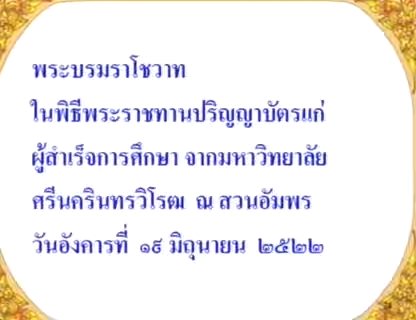 พระบรมราโชวาท
ในพิธีพระราชทานปริญญาบัตรแก่
ผู้สำเร็จการศึกษา จากมหาวิทยาลัย
ศรีนครินทรวิโรฒ ณ สวนอัมพร
วันอังคารที่ ๑๙ มิถุนายน ๒๕๒๒